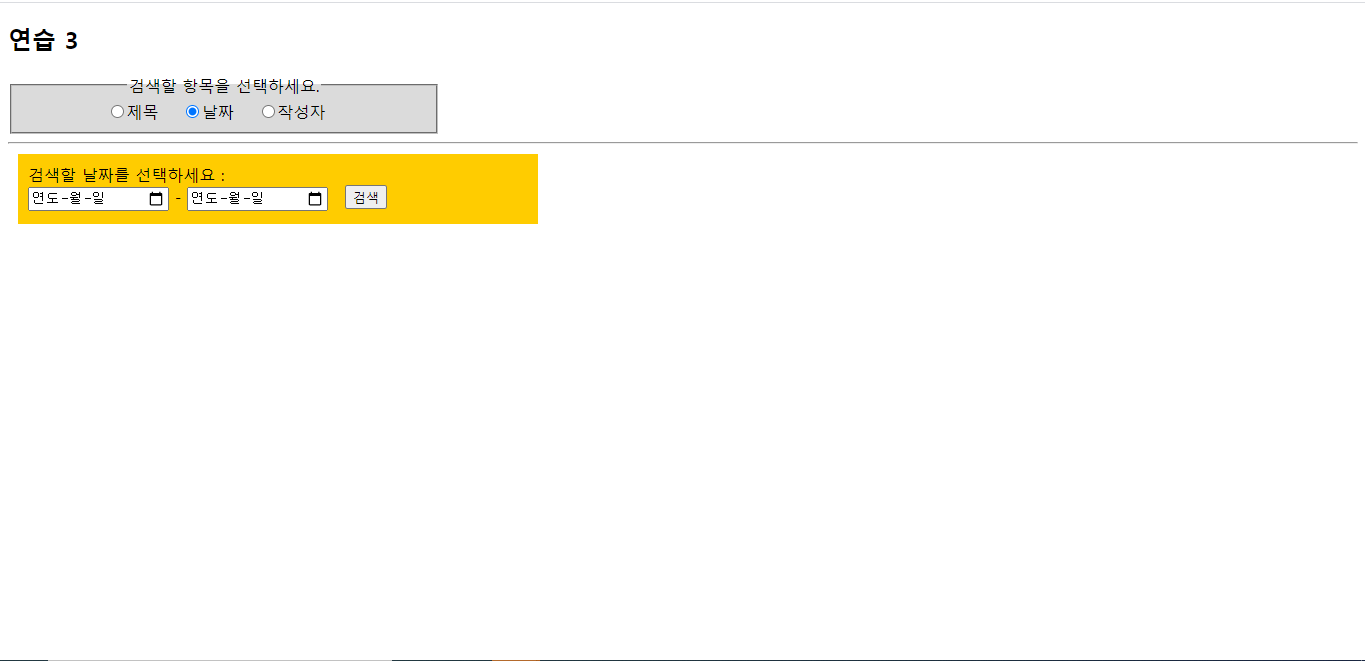 연습 3
검색할 항목을 선택하세요.
제목 날짜 작성자
검색할 날짜를 선택하세요 :
연도-월-일 - 연도-월-일 검색